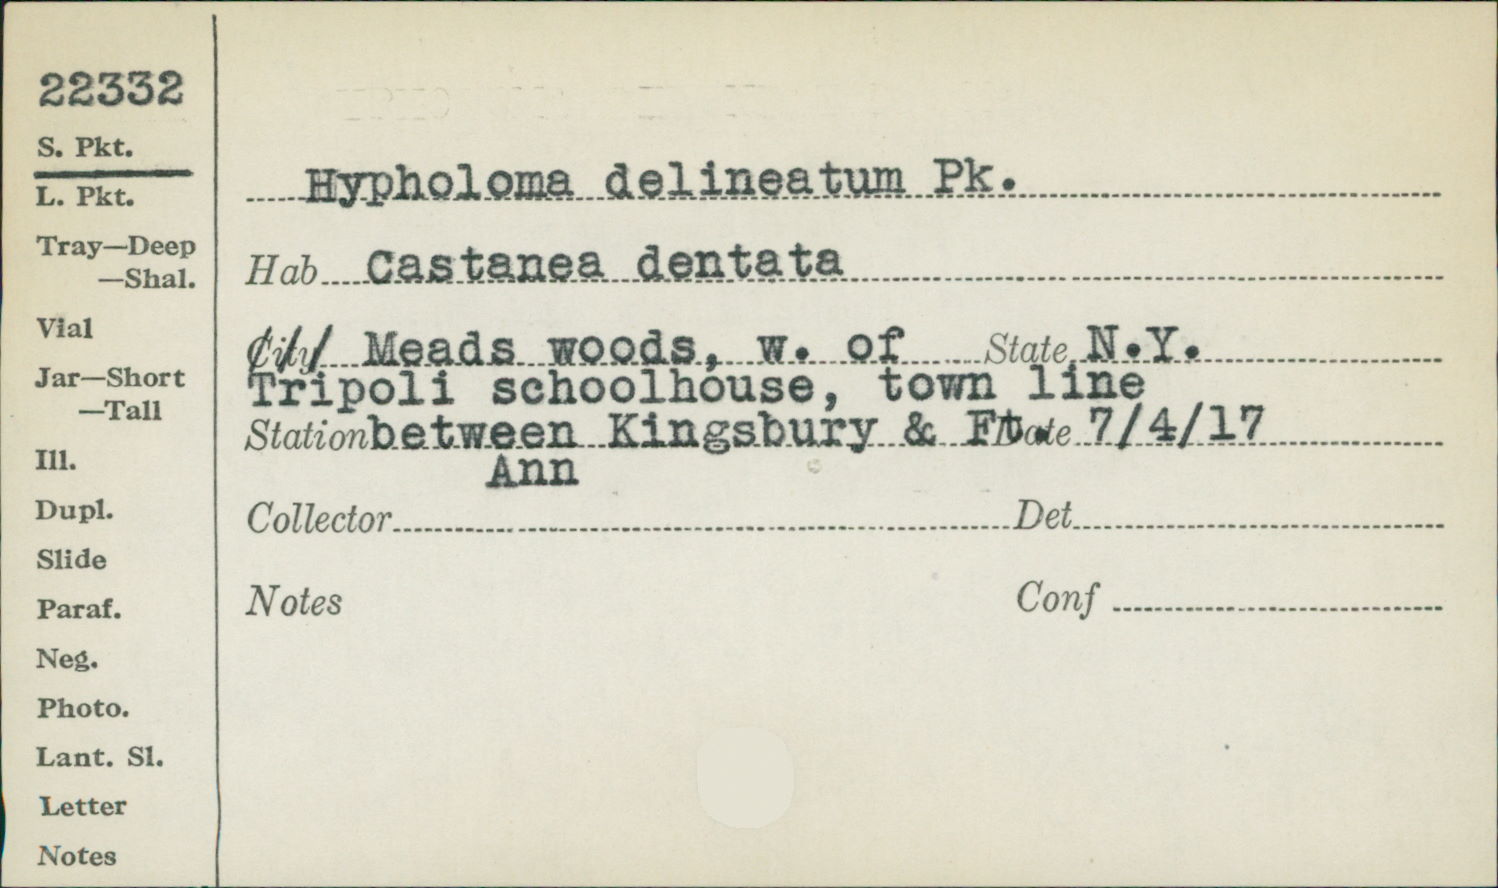 22332
S. Pkt.
L. Pkt.
Tray—Deep
—Shal.
Vial
Jar—Short
—Tall
Ill.
Dupl.
Slide
Paraf.
Neg.
Photo.
Lant. Sl.
Letter
Notes
Hypholoma delineatum Pk.
Hab Castanea dentata
City Meads woods, w. of State N.Y.
Tripoli schoolhouse, town line
Station between Kingsbury & Ft. Date 7/4/17
Ann
Collector Det
Notes Conf